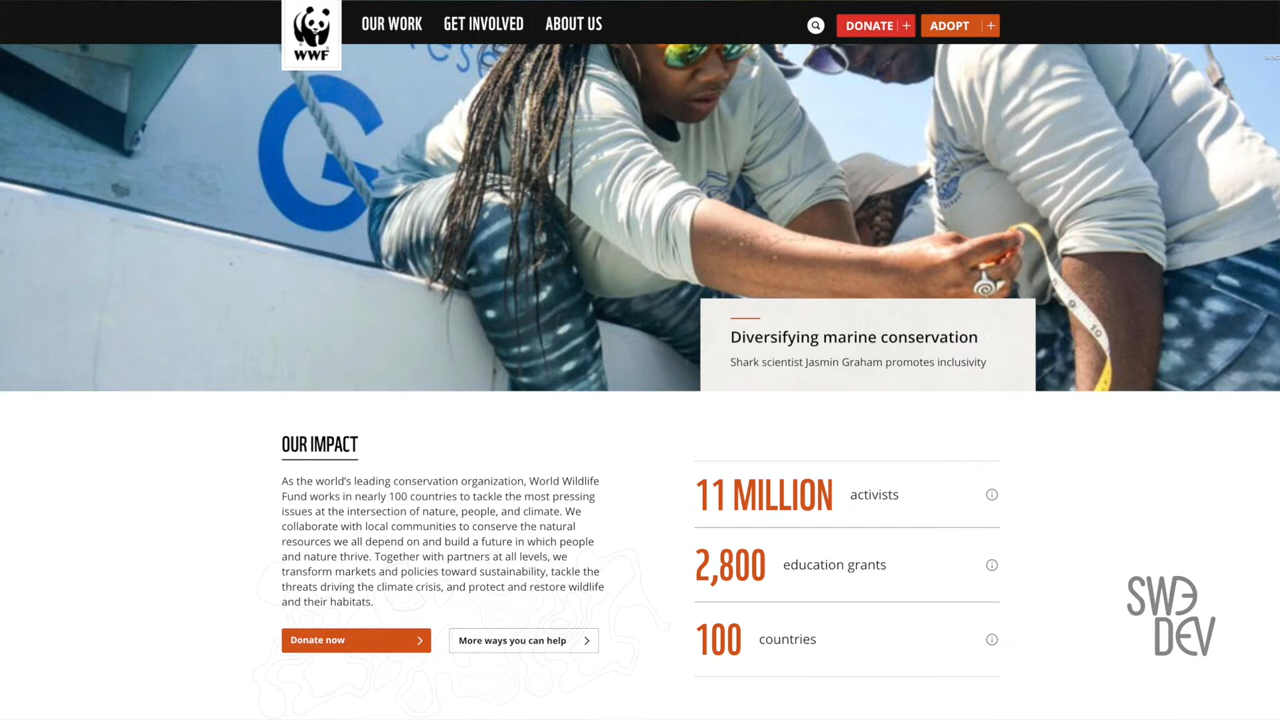 WWF
OUR WORK
GET INVOLVED
ABOUT US
DONATE +
ADOPT +
G
Diversifying marine conservation
Shark scientist Jasmin Graham promotes inclusivity
OUR IMPACT
As the world's leading conservation organization, World Wildlife
Fund works in nearly 100 countries to tackle the most pressing
issues at the intersection of nature, people, and climate. We
collaborate with local communities to conserve the natural
resources we all depend on and build a future in which people
and nature thrive. Together with partners at all levels, we
transform markets and policies toward sustainability, tackle the
threats driving the climate crisis, and protect and restore wildlife
and their habitats.
Donate now
More ways you can help
11 MILLION activists
2,800 education grants
100 countries
9
10
SWE
DEV